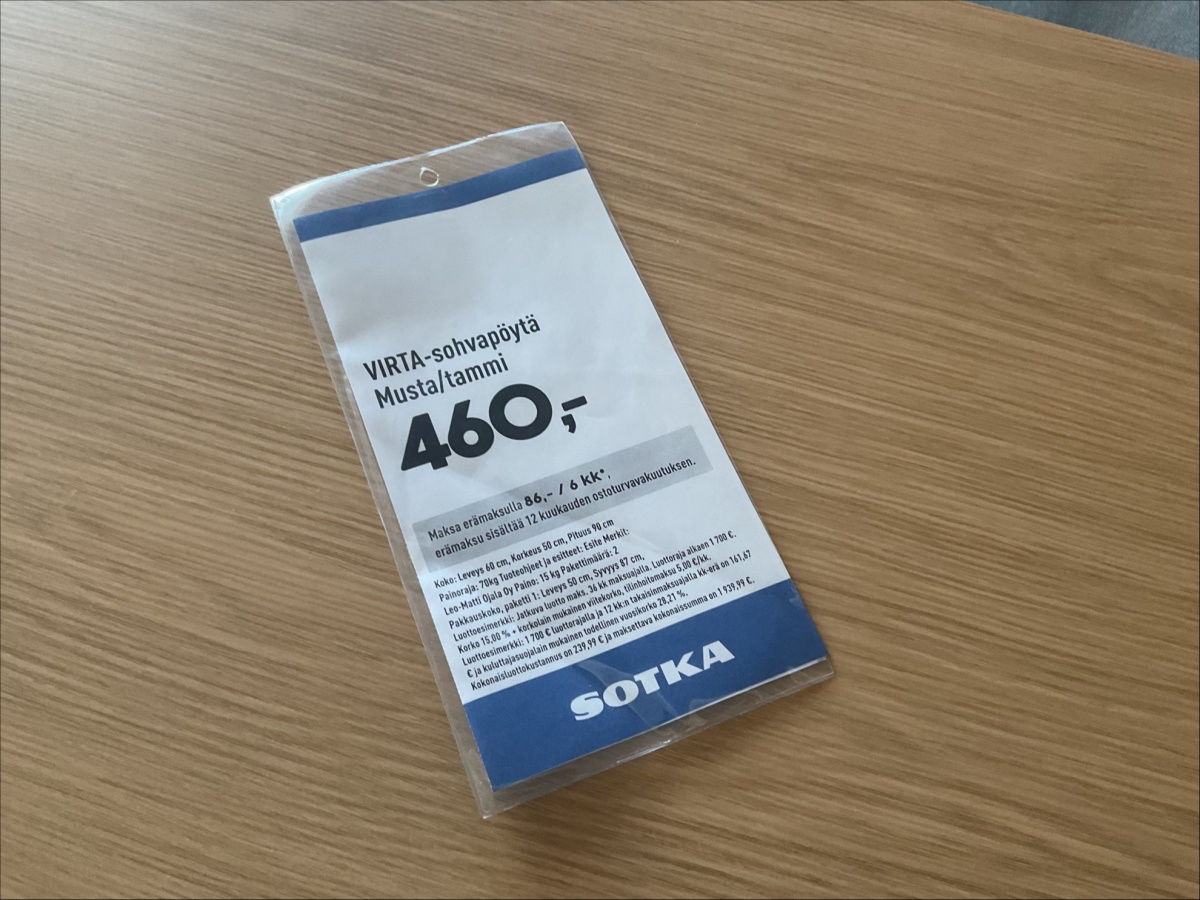 VIRTA-sohvapöytä
Musta/tammi
460,-
Maksa erämaksulla 86,- / 6 kk*,
erämaksu sisältää 12 kuukauden ostoturvavakuutuksen.
Koko: Leveys 60 cm, Korkeus 50 cm, Pituus 90 cm
Painoraja: 70kg Tuoteohjeet ja esitteet: Esite Merkit:
Leo-Matti Ojala Oy Paino: 15 kg Pakettimäärä: 2
Pakkauskoko, paketti 1: Leveys 50 cm, Syvyys 87 cm,
Luottoesimerkki: Jatkuva luotto maks. 36 kk maksuajalla. Luottoraja alkaen 1 700 €.
Korko 15,00 % + korkolain mukainen viitekorko, tilinhoitomaksu 5,00 €/kk.
Luottoesimerkki: 1 700 € luottorajalla ja 12 kk:n takaisinmaksuajalla kk-erä on 161,67
€ ja kuluttajasuojalain mukainen todellinen vuosikorko 28,21 %.
Kokonaisluottokustannus on 239,99 € ja maksettava kokonaissumma on 1 939,99 €.
SOTKA